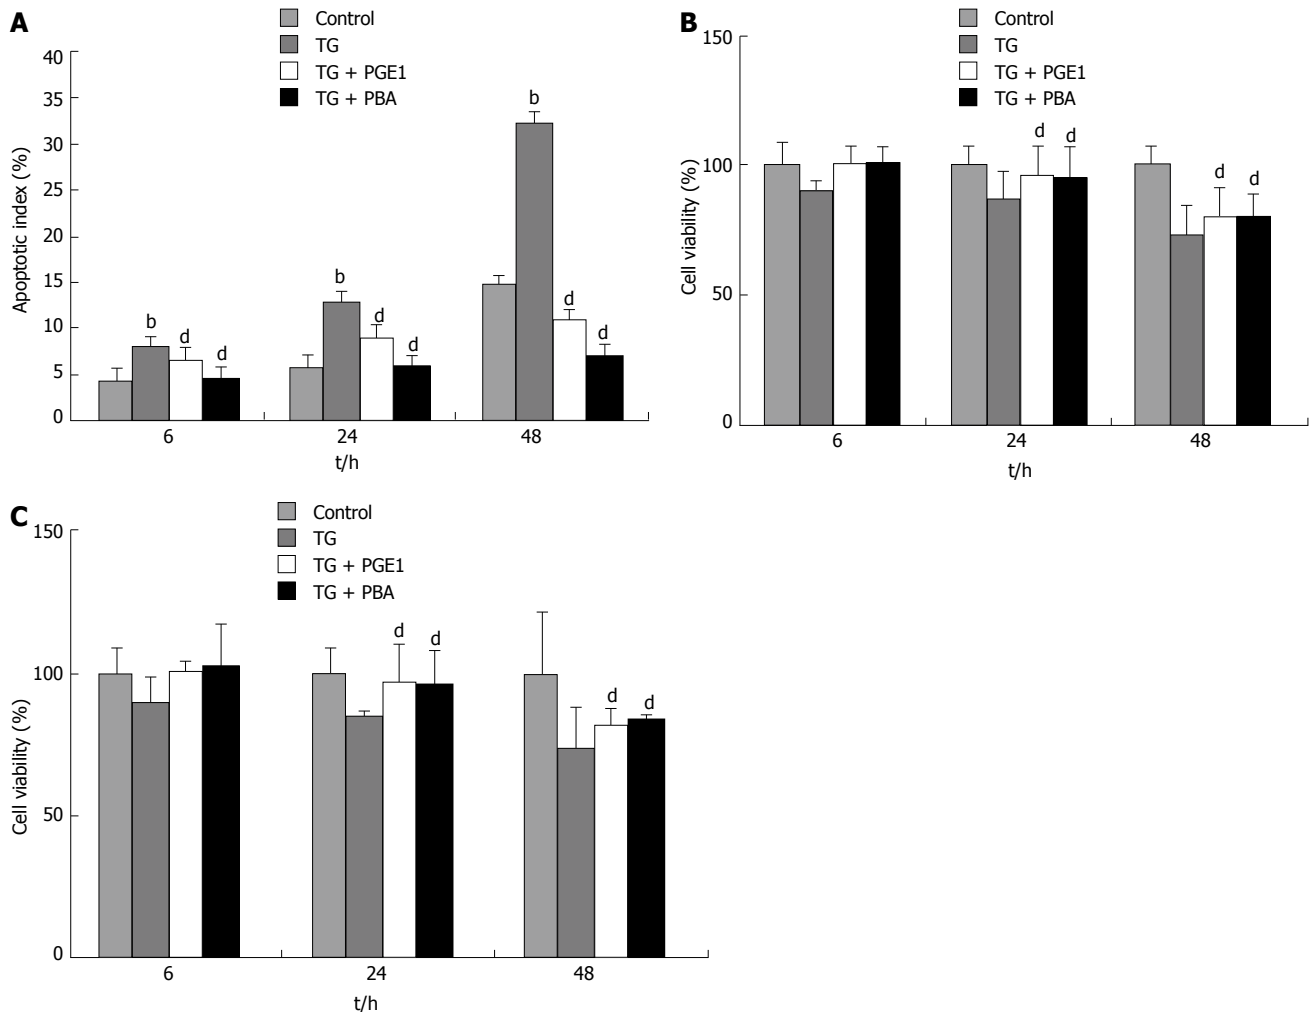 A
Control
TG
TG + PGE1
TG + PBA
Apoptotic index (%)
40
35
30
25
20
15
10
5
0
b
d
d
b
d
d
b
d
d
6
24
48
t/h
B
Control
TG
TG + PGE1
TG + PBA
Cell viability (%)
150
100
50
0
d
d
d
d
6
24
48
t/h
C
Control
TG
TG + PGE1
TG + PBA
Cell viability (%)
150
100
50
0
d
d
d
d
6
24
48
t/h